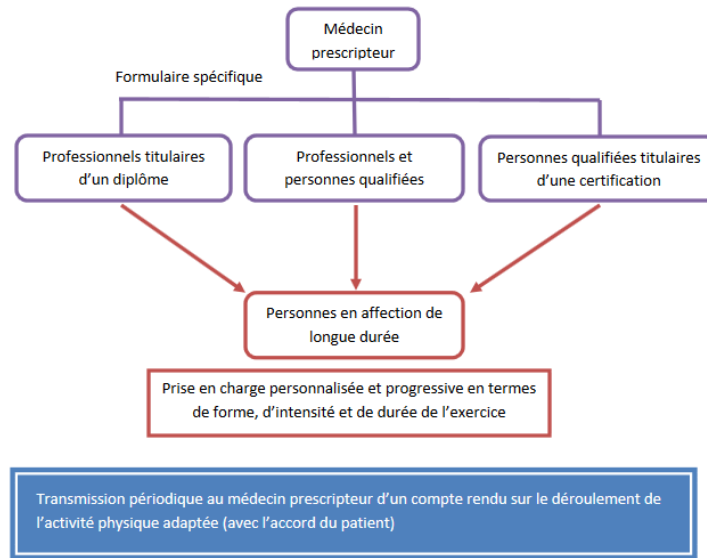 Médecin
prescripteur
Formulaire spécifique
Professionnels titulaires
d'un diplôme
Professionnels et
personnes qualifiées
Personnes qualifiées titulaires
d'une certification
Personnes en affection de
longue durée
Prise en charge personnalisée et progressive en termes
de forme, d'intensité et de durée de l'exercice
Transmission périodique au médecin prescripteur d'un compte rendu sur le déroulement de
l'activité physique adaptée (avec l'accord du patient)